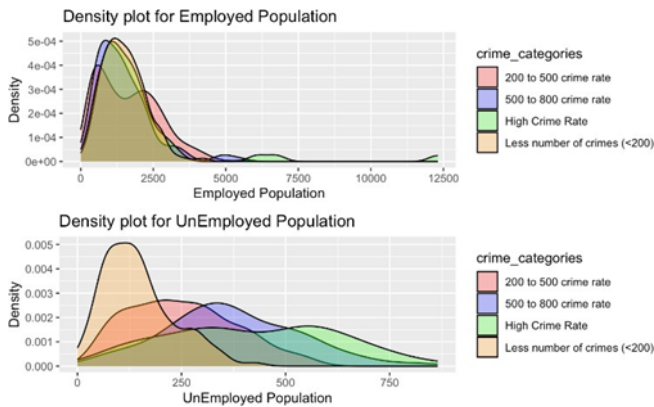 Density plot for Employed Population
5e-04
4e-04
3e-04
2e-04
1e-04
0e+00
Density
0 2500 5000 7500 10000 12500
Employed Population
crime_categories
200 to 500 crime rate
500 to 800 crime rate
High Crime Rate
Less number of crimes (<200)
Density plot for UnEmployed Population
0.005
0.004
0.003
0.002
0.001
0.000
Density
0 250 500 750
UnEmployed Population
crime_categories
200 to 500 crime rate
500 to 800 crime rate
High Crime Rate
Less number of crimes (<200)